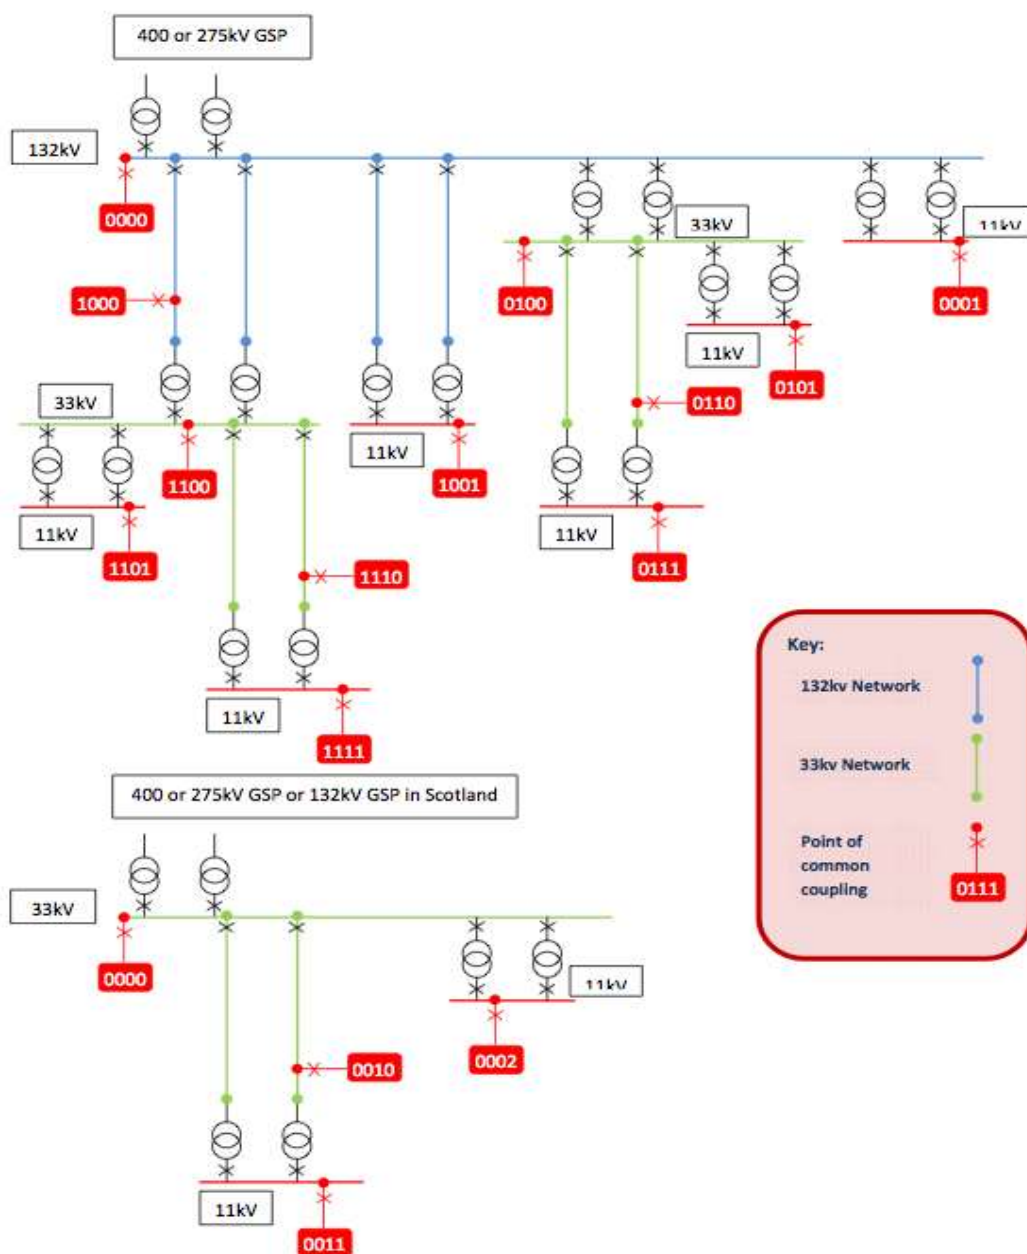 400 or 275kV GSP
132kV
0000
33kV
11kV
1000
0100
0001
11kV
0101
33kV
0110
11kV
1100
1001
11kV
11kV
1101
0111
1110
Key:
132kv Network
11kV
1111
33kv Network
400 or 275kV GSP or 132kV GSP in Scotland
Point of
common
coupling
0111
33kV
0000
11kV
0002
0010
11kV
0011